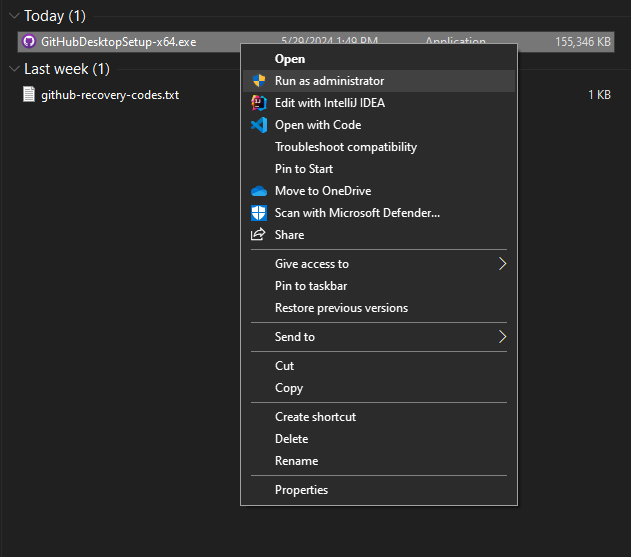 Today (1)
GitHubDesktopSetup-x64.exe 5/29/2024 1:49 PM Application 155,346 KB
Last week (1)
github-recovery-codes.txt 1 KB
Open
Run as administrator
Edit with IntelliJ IDEA
Open with Code
Troubleshoot compatibility
Pin to Start
Move to OneDrive
Scan with Microsoft Defender...
Share
Give access to
Pin to taskbar
Restore previous versions
Send to
Cut
Copy
Create shortcut
Delete
Rename
Properties